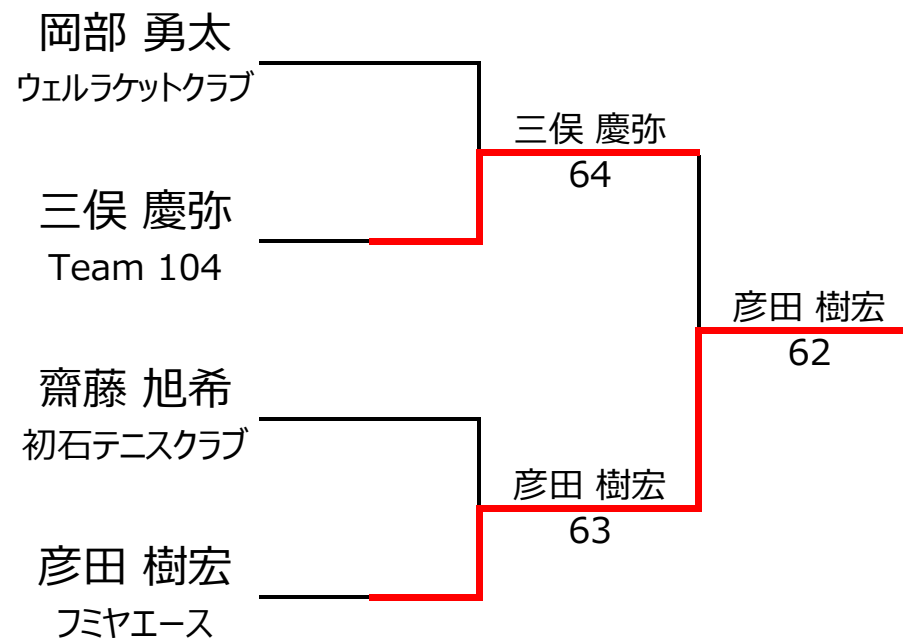 岡部 勇太
ウェルラケットクラブ
三俣 慶弥
64
三俣 慶弥
Team 104
彦田 樹宏
62
齋藤 旭希
初石テニスクラブ
彦田 樹宏
63
彦田 樹宏
フミヤエース